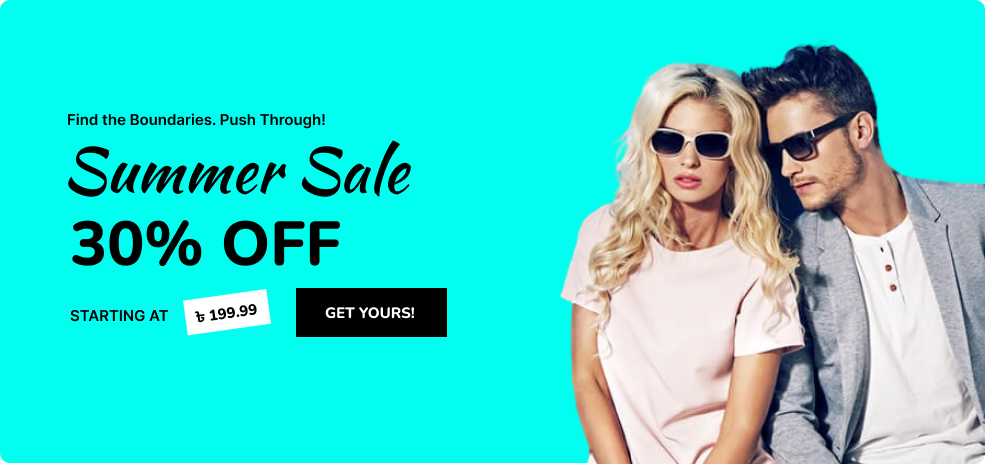 Find the Boundaries. Push Through!
Summer Sale
30% OFF
STARTING AT ৳ 199.99 GET YOURS!